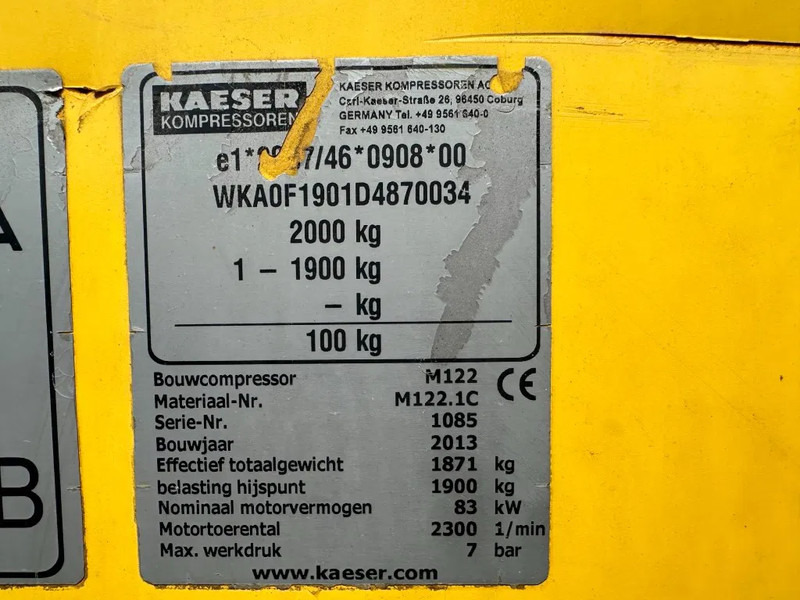 KAESER
KOMPRESSOREN
KAESER KOMPRESSOREN
Carl-Kaeser-Straße 26, 96450 Coburg
GERMANY Tel. +49 9561 640-0
Fax +49 9561 640-130
WKA0F1901D4870034
2000 kg
1 – 1900 kg
– kg
100 kg
Bouwcompressor M122
Materiaal-Nr. M122.1C
Serie-Nr. 1085
Bouwjaar 2013
Effectief totaalgewicht 1871 kg
belasting hijspunt 1900 kg
Nominaal motorvermogen 83 kW
Motortoerental 2300 1/min
Max. werkdruk 7 bar
CE
www.kaeser.com
A
B